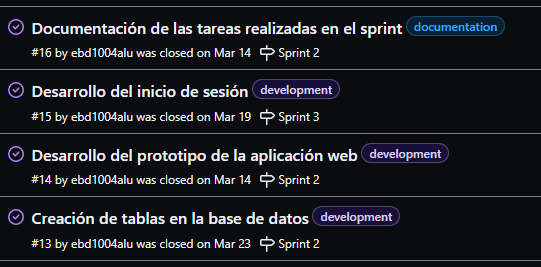 Documentación de las tareas realizadas en el sprint documentation
#16 by ebd1004alu was closed on Mar 14 Sprint 2
Desarrollo del inicio de sesión development
#15 by ebd1004alu was closed on Mar 19 Sprint 3
Desarrollo del prototipo de la aplicación web development
#14 by ebd1004alu was closed on Mar 14 Sprint 2
Creación de tablas en la base de datos development
#13 by ebd1004alu was closed on Mar 23 Sprint 2